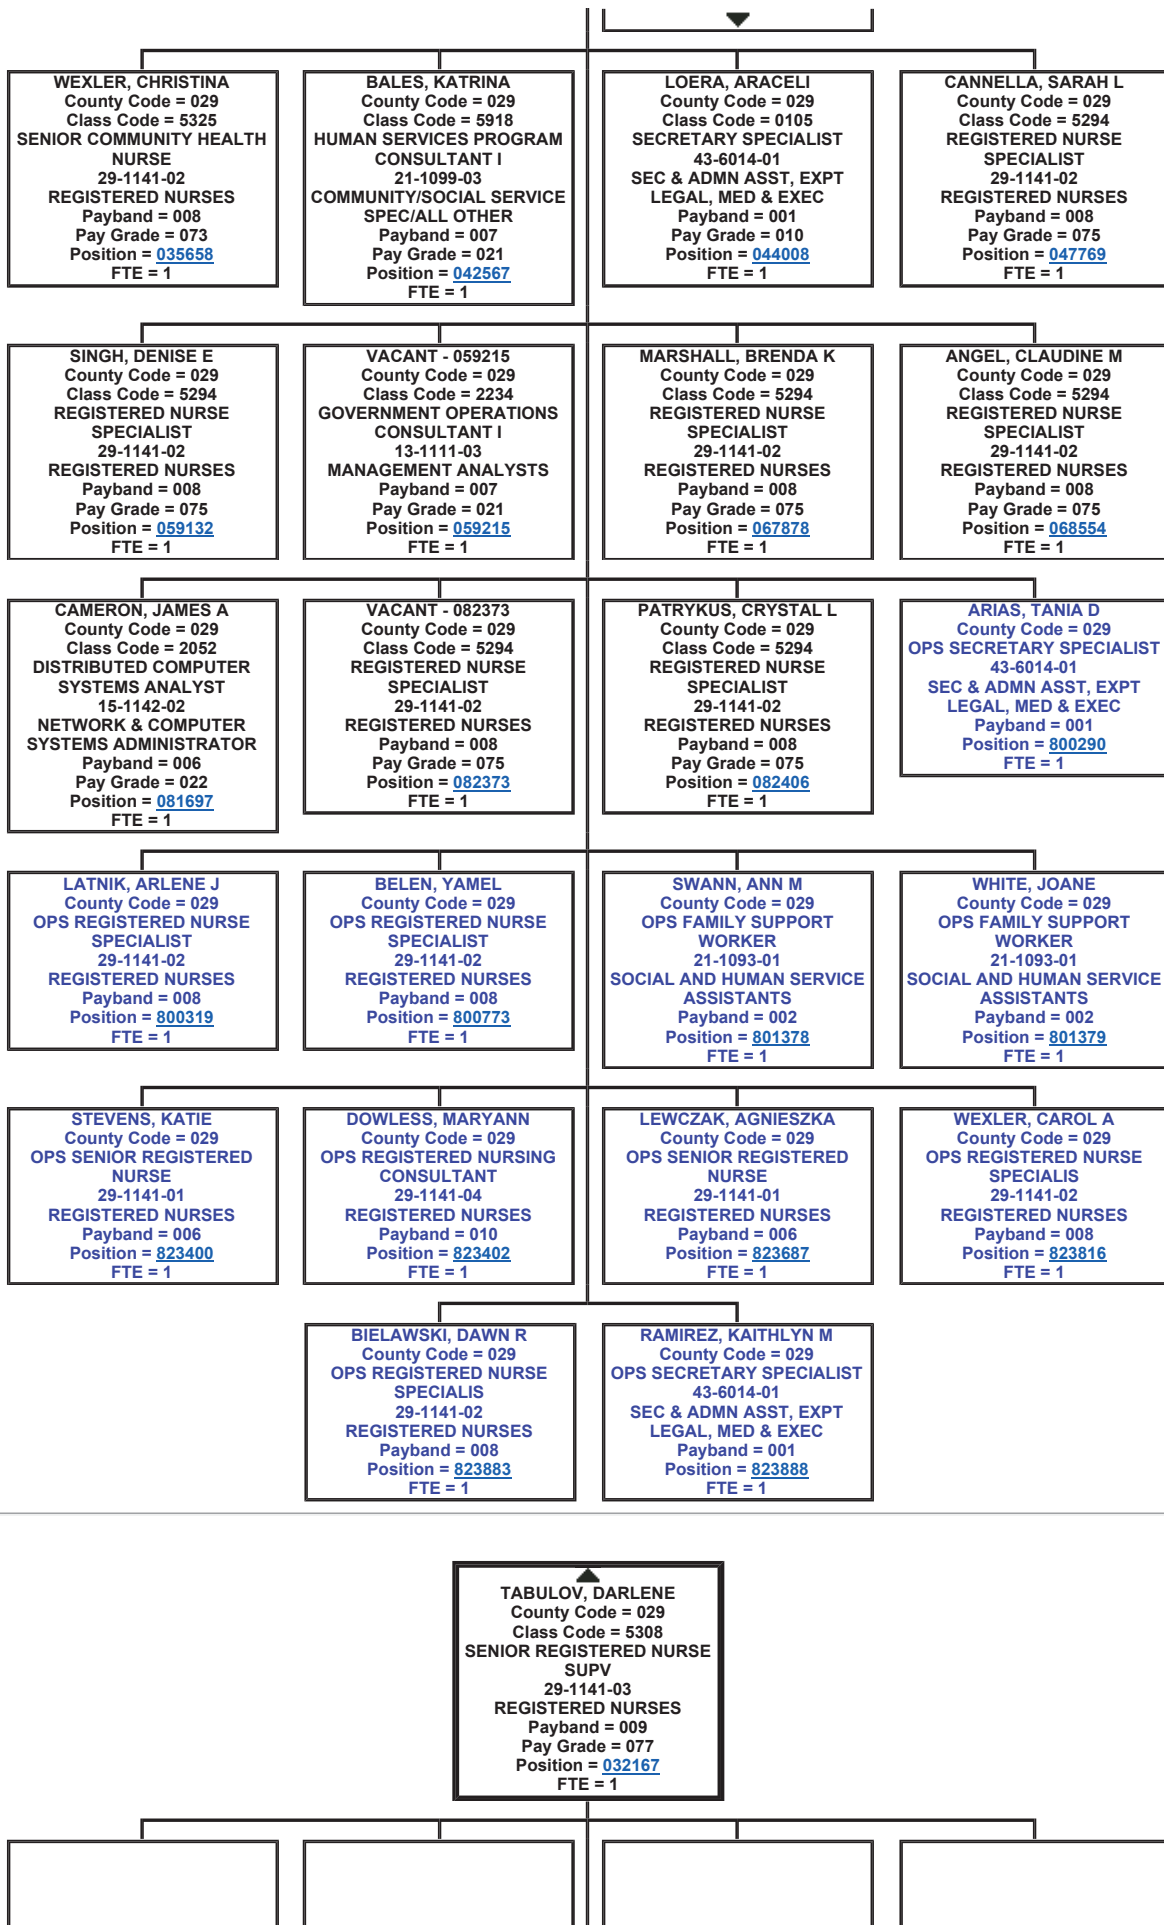 WEXLER, CHRISTINA
County Code = 029
Class Code = 5325
SENIOR COMMUNITY HEALTH
NURSE
29-1141-02
REGISTERED NURSES
Payband = 008
Pay Grade = 073
Position = 035658
FTE = 1
BALES, KATRINA
County Code = 029
Class Code = 5918
HUMAN SERVICES PROGRAM
CONSULTANT I
21-1099-03
COMMUNITY/SOCIAL SERVICE
SPEC/ALL OTHER
Payband = 007
Pay Grade = 021
Position = 042567
FTE = 1
LOERA, ARACELI
County Code = 029
Class Code = 0105
SECRETARY SPECIALIST
43-6014-01
SEC & ADMN ASST, EXPT
LEGAL, MED & EXEC
Payband = 001
Pay Grade = 010
Position = 044008
FTE = 1
CANNELLA, SARAH L
County Code = 029
Class Code = 5294
REGISTERED NURSE
SPECIALIST
29-1141-02
REGISTERED NURSES
Payband = 008
Pay Grade = 075
Position = 047769
FTE = 1
SINGH, DENISE E
County Code = 029
Class Code = 5294
REGISTERED NURSE
SPECIALIST
29-1141-02
REGISTERED NURSES
Payband = 008
Pay Grade = 075
Position = 059132
FTE = 1
VACANT - 059215
County Code = 029
Class Code = 2234
GOVERNMENT OPERATIONS
CONSULTANT I
13-1111-03
MANAGEMENT ANALYSTS
Payband = 007
Pay Grade = 021
Position = 059215
FTE = 1
MARSHALL, BRENDA K
County Code = 029
Class Code = 5294
REGISTERED NURSE
SPECIALIST
29-1141-02
REGISTERED NURSES
Payband = 008
Pay Grade = 075
Position = 067878
FTE = 1
ANGEL, CLAUDINE M
County Code = 029
Class Code = 5294
REGISTERED NURSE
SPECIALIST
29-1141-02
REGISTERED NURSES
Payband = 008
Pay Grade = 075
Position = 068554
FTE = 1
CAMERON, JAMES A
County Code = 029
Class Code = 2052
DISTRIBUTED COMPUTER
SYSTEMS ANALYST
15-1142-02
NETWORK & COMPUTER
SYSTEMS ADMINISTRATOR
Payband = 006
Pay Grade = 022
Position = 081697
FTE = 1
VACANT - 082373
County Code = 029
Class Code = 5294
REGISTERED NURSE
SPECIALIST
29-1141-02
REGISTERED NURSES
Payband = 008
Pay Grade = 075
Position = 082373
FTE = 1
PATRYKUS, CRYSTAL L
County Code = 029
Class Code = 5294
REGISTERED NURSE
SPECIALIST
29-1141-02
REGISTERED NURSES
Payband = 008
Pay Grade = 075
Position = 082406
FTE = 1
ARIAS, TANIA D
County Code = 029
OPS SECRETARY SPECIALIST
43-6014-01
SEC & ADMN ASST, EXPT
LEGAL, MED & EXEC
Payband = 001
Position = 800290
FTE = 1
LATNIK, ARLENE J
County Code = 029
OPS REGISTERED NURSE
SPECIALIST
29-1141-02
REGISTERED NURSES
Payband = 008
Position = 800319
FTE = 1
BELEN, YAMEL
County Code = 029
OPS REGISTERED NURSE
SPECIALIST
29-1141-02
REGISTERED NURSES
Payband = 008
Position = 800773
FTE = 1
SWANN, ANN M
County Code = 029
OPS FAMILY SUPPORT
WORKER
21-1093-01
SOCIAL AND HUMAN SERVICE
ASSISTANTS
Payband = 002
Position = 801378
FTE = 1
WHITE, JOANE
County Code = 029
OPS FAMILY SUPPORT
WORKER
21-1093-01
SOCIAL AND HUMAN SERVICE
ASSISTANTS
Payband = 002
Position = 801379
FTE = 1
STEVENS, KATIE
County Code = 029
OPS SENIOR REGISTERED
NURSE
29-1141-01
REGISTERED NURSES
Payband = 006
Position = 823400
FTE = 1
DOWLESS, MARYANN
County Code = 029
OPS REGISTERED NURSING
CONSULTANT
29-1141-04
REGISTERED NURSES
Payband = 010
Position = 823402
FTE = 1
LEWCZAK, AGNIESZKA
County Code = 029
OPS SENIOR REGISTERED
NURSE
29-1141-01
REGISTERED NURSES
Payband = 006
Position = 823687
FTE = 1
WEXLER, CAROL A
County Code = 029
OPS REGISTERED NURSE
SPECIALIS
29-1141-02
REGISTERED NURSES
Payband = 008
Position = 823816
FTE = 1
BIELAWSKI, DAWN R
County Code = 029
OPS REGISTERED NURSE
SPECIALIS
29-1141-02
REGISTERED NURSES
Payband = 008
Position = 823883
FTE = 1
RAMIREZ, KAITHLYN M
County Code = 029
OPS SECRETARY SPECIALIST
43-6014-01
SEC & ADMN ASST, EXPT
LEGAL, MED & EXEC
Payband = 001
Position = 823888
FTE = 1
TABULOV, DARLENE
County Code = 029
Class Code = 5308
SENIOR REGISTERED NURSE
SUPV
29-1141-03
REGISTERED NURSES
Payband = 009
Pay Grade = 077
Position = 032167
FTE = 1